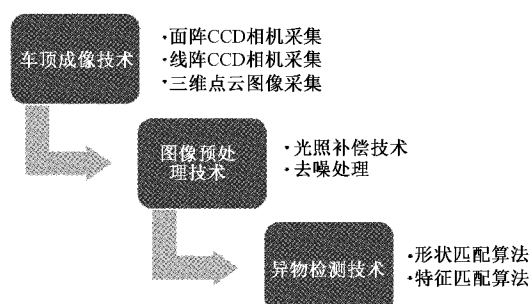 车顶成像技术
·面阵CCD相机采集
·线阵CCD相机采集
·三维点云图像采集
图像预处
理技术
·光照补偿技术
·去噪处理
异物检测技术
·形状匹配算法
·特征匹配算法